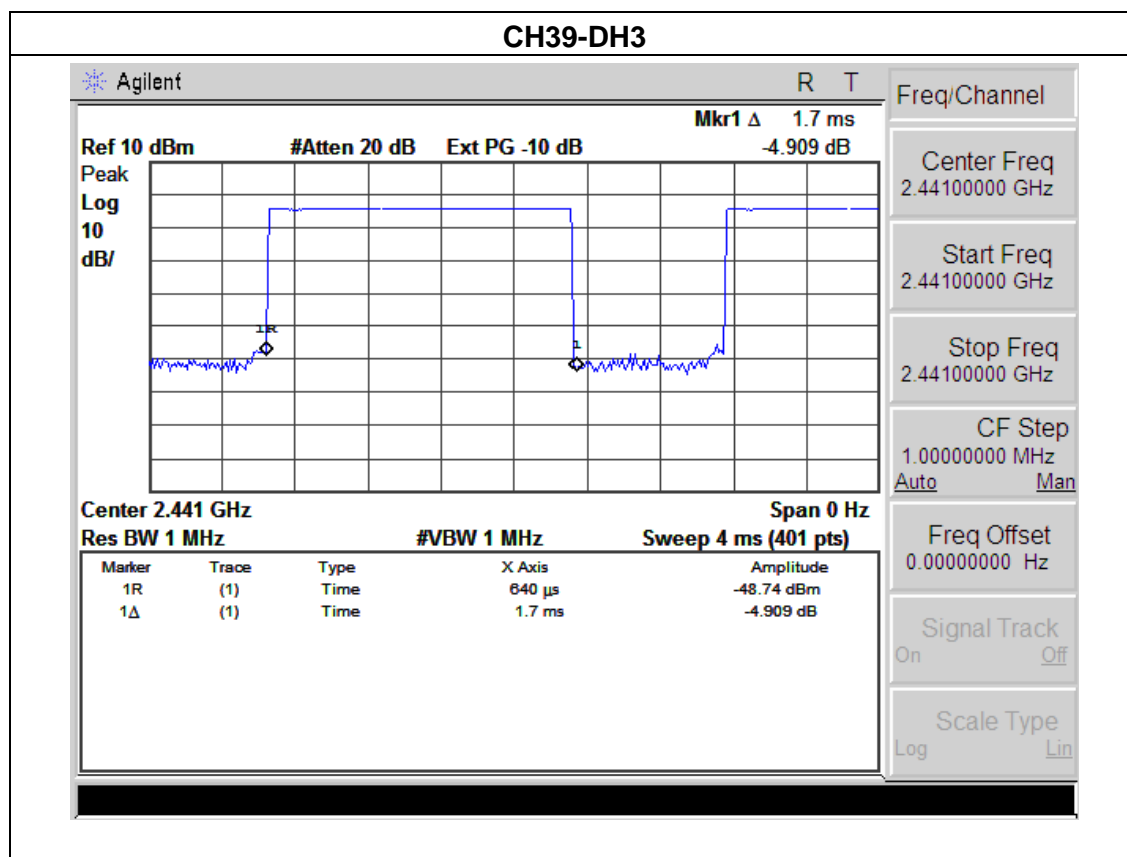 CH39-DH3
Agilent R T
Mkr1 Δ 1.7 ms
Ref 10 dBm #Atten 20 dB Ext PG -10 dB -4.909 dB
Peak
Log
10
dB/
1R
1
Center 2.441 GHz Span 0 Hz
Res BW 1 MHz #VBW 1 MHz Sweep 4 ms (401 pts)
Marker Trace Type X Axis Amplitude
1R (1) Time 640 µs -48.74 dBm
1Δ (1) Time 1.7 ms -4.909 dB
Freq/Channel
Center Freq
2.44100000 GHz
Start Freq
2.44100000 GHz
Stop Freq
2.44100000 GHz
CF Step
1.00000000 MHz
Auto Man
Freq Offset
0.00000000 Hz
Signal Track
On Off
Scale Type
Log Lin